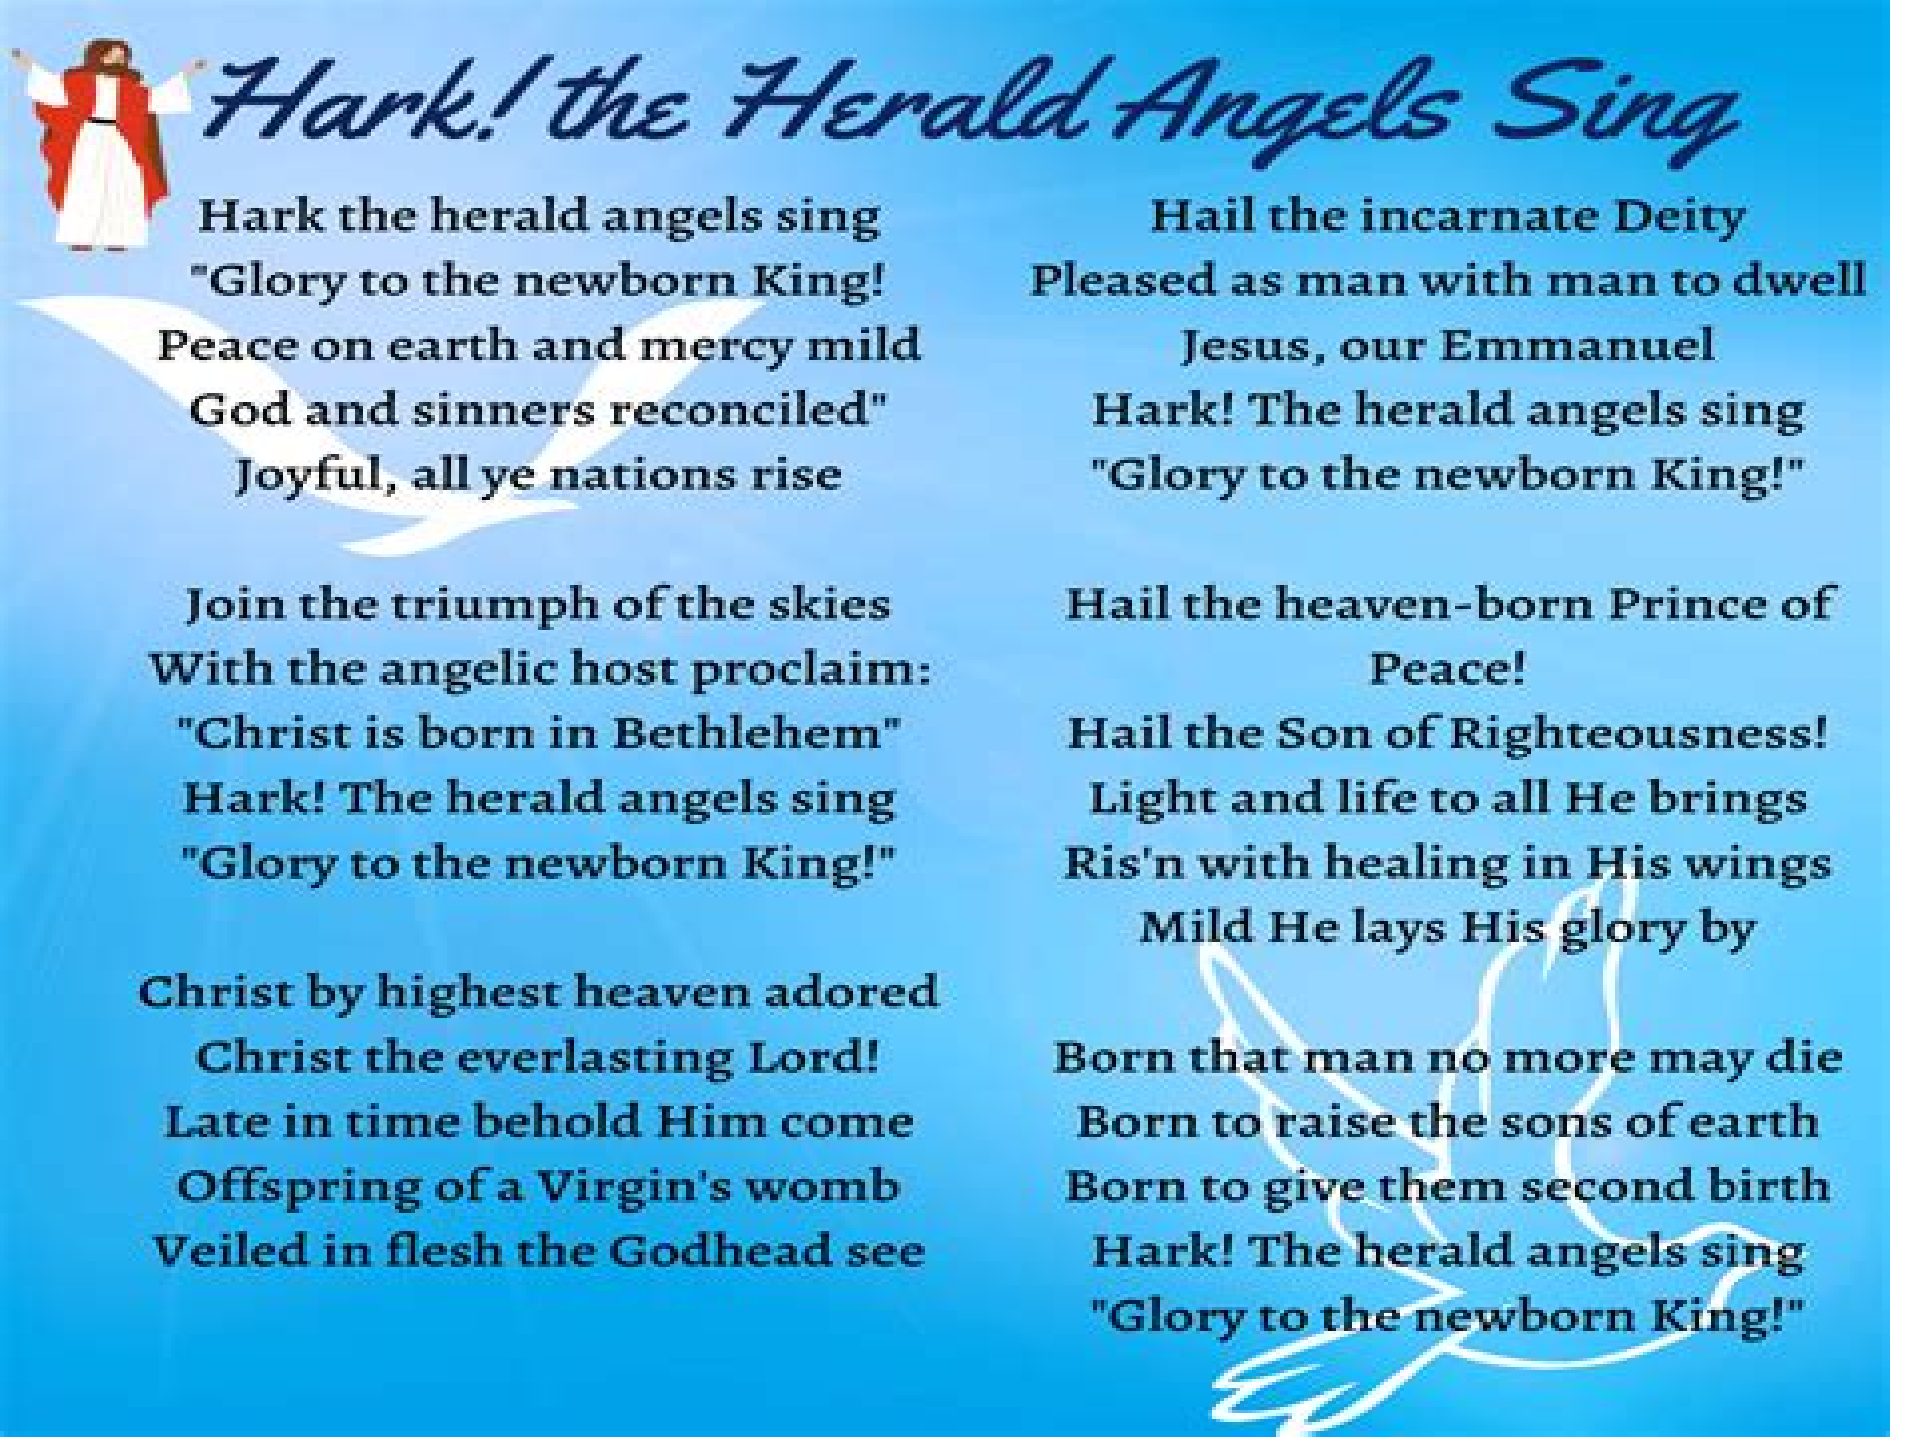 Hark! the Herald Angels Sing
Hark the herald angels sing
"Glory to the newborn King!
Peace on earth and mercy mild
God and sinners reconciled"
Joyful, all ye nations rise
Join the triumph of the skies
With the angelic host proclaim:
"Christ is born in Bethlehem"
Hark! The herald angels sing
"Glory to the newborn King!"
Christ by highest heaven adored
Christ the everlasting Lord!
Late in time behold Him come
Offspring of a Virgin's womb
Veiled in flesh the Godhead see
Hail the incarnate Deity
Pleased as man with man to dwell
Jesus, our Emmanuel
Hark! The herald angels sing
"Glory to the newborn King!"
Hail the heaven-born Prince of
Peace!
Hail the Son of Righteousness!
Light and life to all He brings
Ris'n with healing in His wings
Mild He lays His glory by
Born that man no more may die
Born to raise the sons of earth
Born to give them second birth
Hark! The herald angels sing
"Glory to the newborn King!"